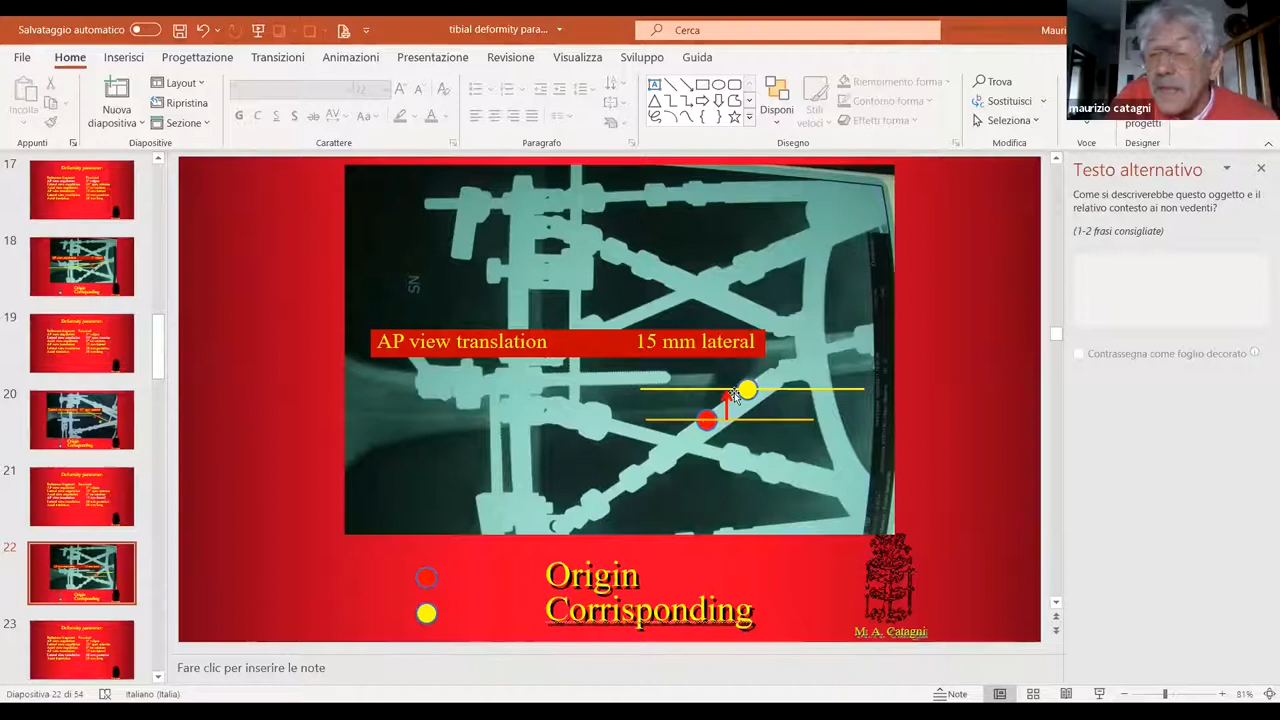 Salvataggio automatico
tibial deformity para...
Cerca
Mauri
maurizio catagni
File
Home
Inserisci
Progettazione
Transizioni
Animazioni
Presentazione
Revisione
Visualizza
Sviluppo
Guida
Incolla
Nuova
diapositiva
Layout
Ripristina
Sezione
Disponi
Stili
veloci
Riempimento forma
Contorno forma
Effetti forma
Trova
Sostituisci
Seleziona
progetti
Appunti
Diapositive
Carattere
Paragrafo
Disegno
Modifica
Voce
Designer
17
18
19
20
21
22
23
AP view translation 15 mm lateral
Origin
Corrisponding
M. A. Catagni
Testo alternativo
Come si descriverebbe questo oggetto e il
relativo contesto ai non vedenti?
(1-2 frasi consigliate)
Contrassegna come foglio decorato
Fare clic per inserire le note
Diapositiva 22 di 54
Italiano (Italia)
Note
81%